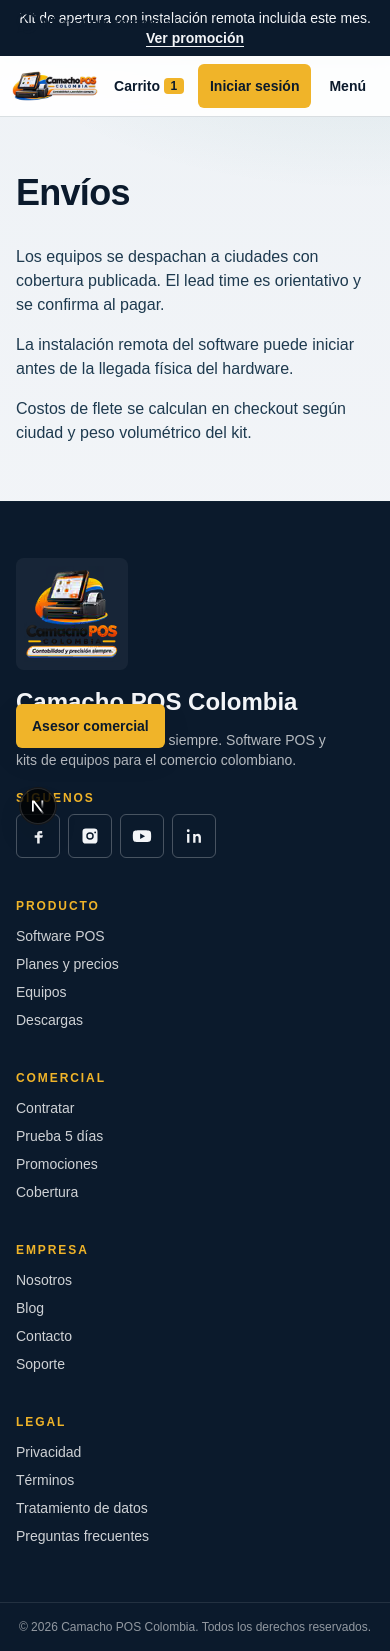 Kit de apertura con instalación remota incluida este mes.
Ver promoción
CamachoPOS
COLOMBIA
Carrito 1
Iniciar sesión
Menú
Envíos
Los equipos se despachan a ciudades con
cobertura publicada. El lead time es orientativo y
se confirma al pagar.
La instalación remota del software puede iniciar
antes de la llegada física del hardware.
Costos de flete se calculan en checkout según
ciudad y peso volumétrico del kit.
CamachoPOS
COLOMBIA
Contabilidad y precisión siempre.
Camacho POS Colombia
Asesor comercial
siempre. Software POS y
kits de equipos para el comercio colombiano.
SÍGUENOS
N
PRODUCTO
Software POS
Planes y precios
Equipos
Descargas
COMERCIAL
Contratar
Prueba 5 días
Promociones
Cobertura
EMPRESA
Nosotros
Blog
Contacto
Soporte
LEGAL
Privacidad
Términos
Tratamiento de datos
Preguntas frecuentes
© 2026 Camacho POS Colombia. Todos los derechos reservados.